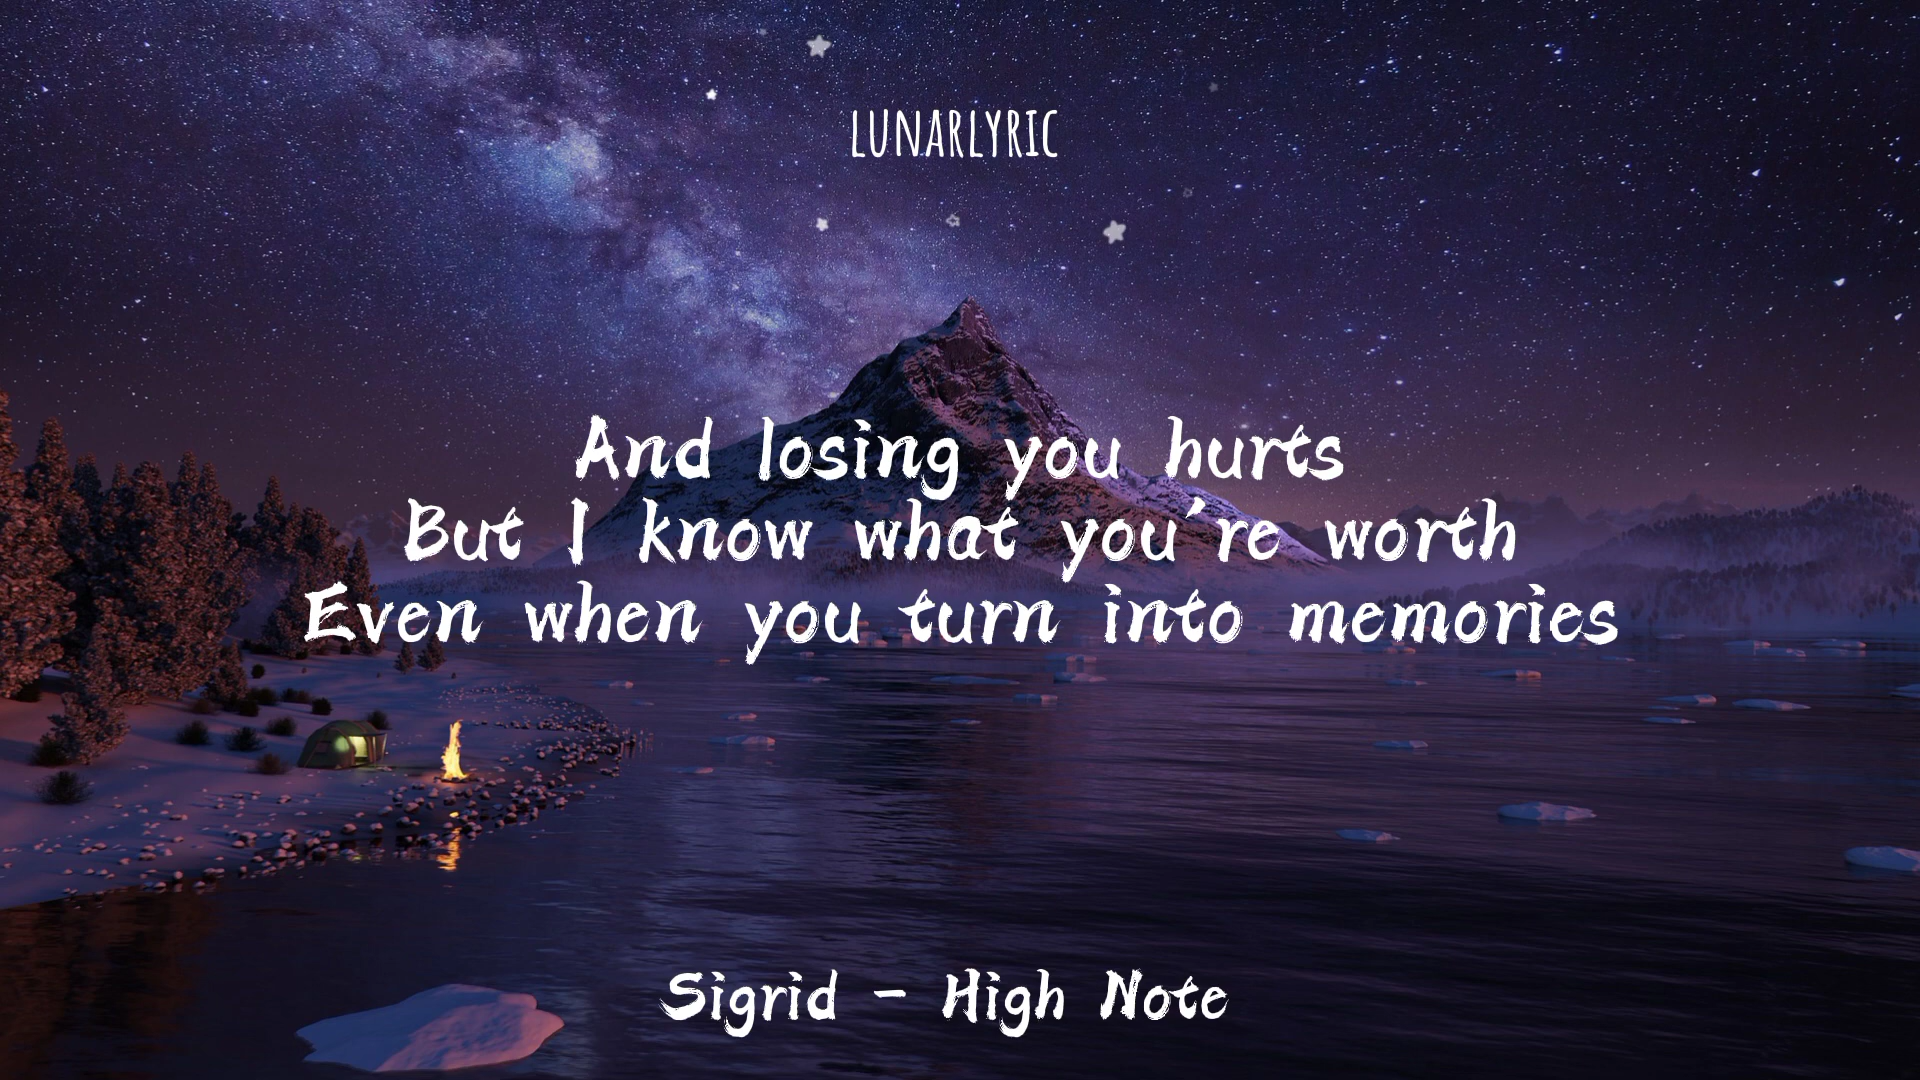 LUNARLYRIC
And losing you hurts
But I know what you're worth
Even when you turn into memories
Sigrid - High Note